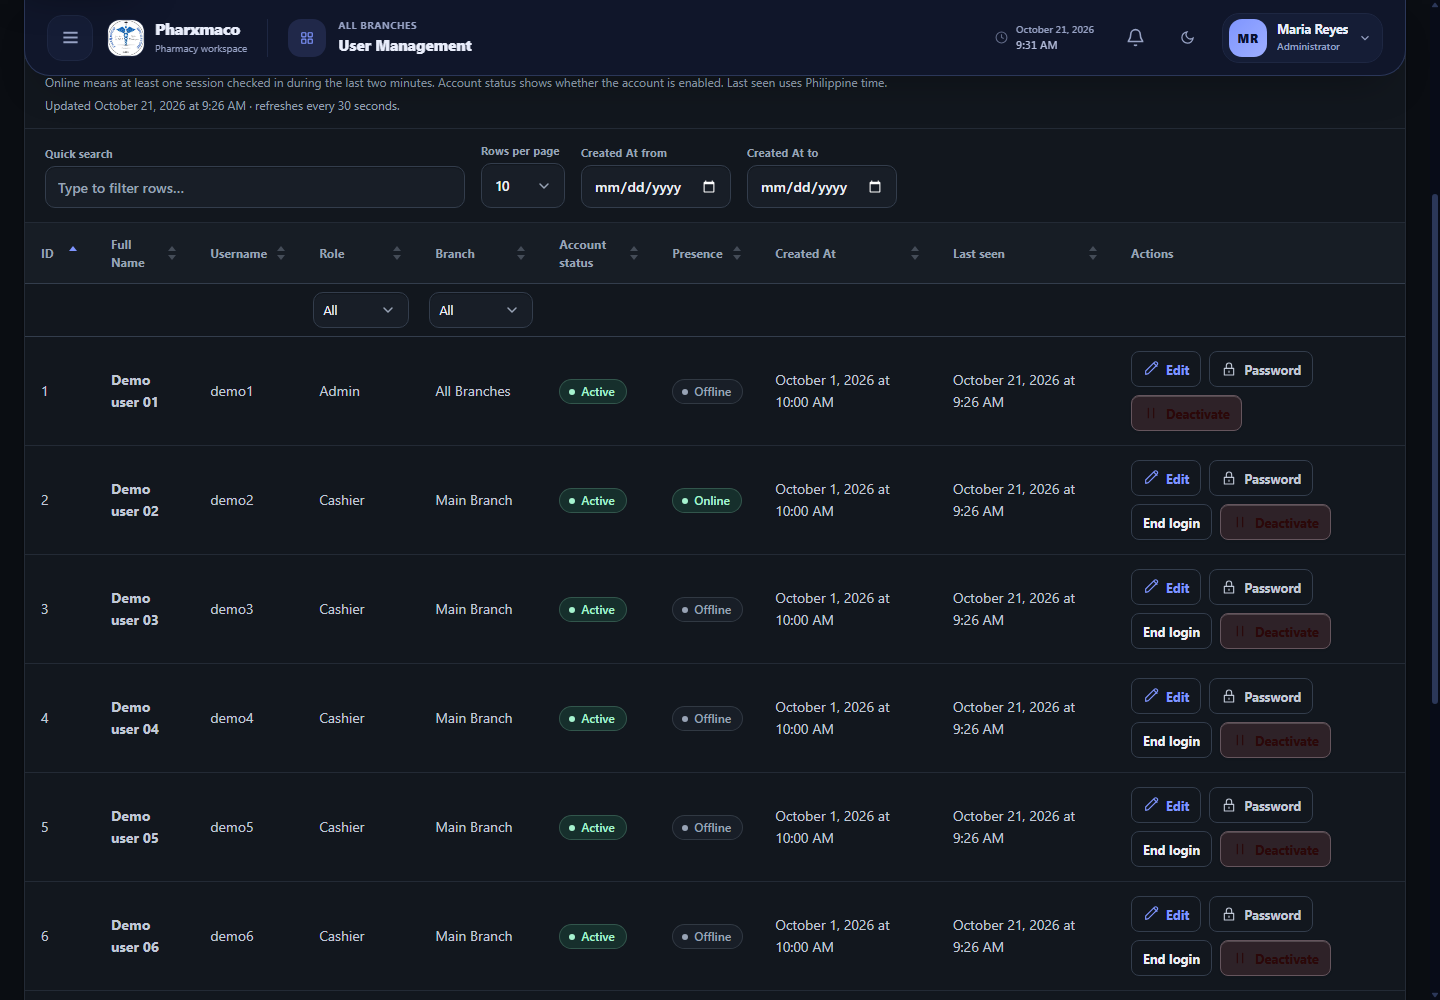 Pharxmaco
Pharmacy workspace
ALL BRANCHES
User Management
October 21, 2026
9:31 AM
MR
Maria Reyes
Administrator
Online means at least one session checked in during the last two minutes. Account status shows whether the account is enabled. Last seen uses Philippine time.
Updated October 21, 2026 at 9:26 AM · refreshes every 30 seconds.
Quick search
Rows per page
Created At from
Created At to
Type to filter rows...
10
mm/dd/yyyy
mm/dd/yyyy
ID
Full Name
Username
Role
Branch
Account status
Presence
Created At
Last seen
Actions
All
All
1
Demo user 01
demo1
Admin
All Branches
Active
Offline
October 1, 2026 at 10:00 AM
October 21, 2026 at 9:26 AM
Edit
Password
Deactivate
2
Demo user 02
demo2
Cashier
Main Branch
Active
Online
October 1, 2026 at 10:00 AM
October 21, 2026 at 9:26 AM
Edit
Password
End login
Deactivate
3
Demo user 03
demo3
Cashier
Main Branch
Active
Offline
October 1, 2026 at 10:00 AM
October 21, 2026 at 9:26 AM
Edit
Password
End login
Deactivate
4
Demo user 04
demo4
Cashier
Main Branch
Active
Offline
October 1, 2026 at 10:00 AM
October 21, 2026 at 9:26 AM
Edit
Password
End login
Deactivate
5
Demo user 05
demo5
Cashier
Main Branch
Active
Offline
October 1, 2026 at 10:00 AM
October 21, 2026 at 9:26 AM
Edit
Password
End login
Deactivate
6
Demo user 06
demo6
Cashier
Main Branch
Active
Offline
October 1, 2026 at 10:00 AM
October 21, 2026 at 9:26 AM
Edit
Password
End login
Deactivate